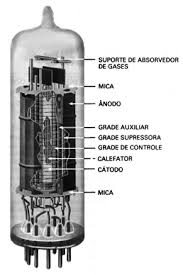 SUPORTE DE ABSORVEDOR
DE GASES
MICA
ÂNODO
GRADE AUXILIAR
GRADE SUPRESSORA
GRADE DE CONTROLE
CALEFATOR
CÁTODO
MICA